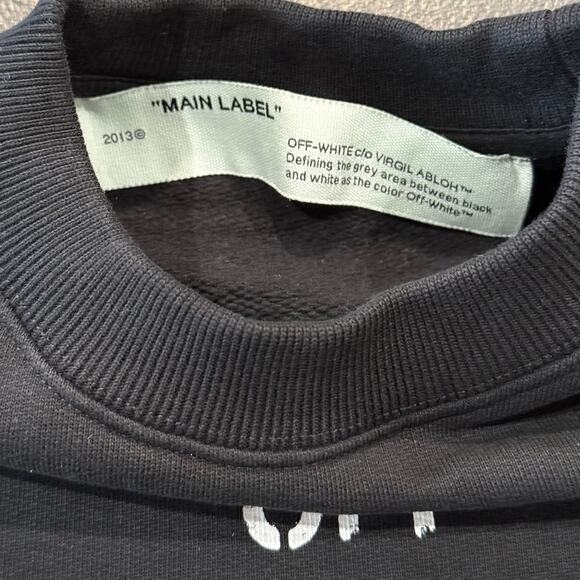 "MAIN LABEL"
2013©
OFF-WHITE c/o VIRGIL ABLOH™
Defining the grey area between black
and white as the color Off-White™